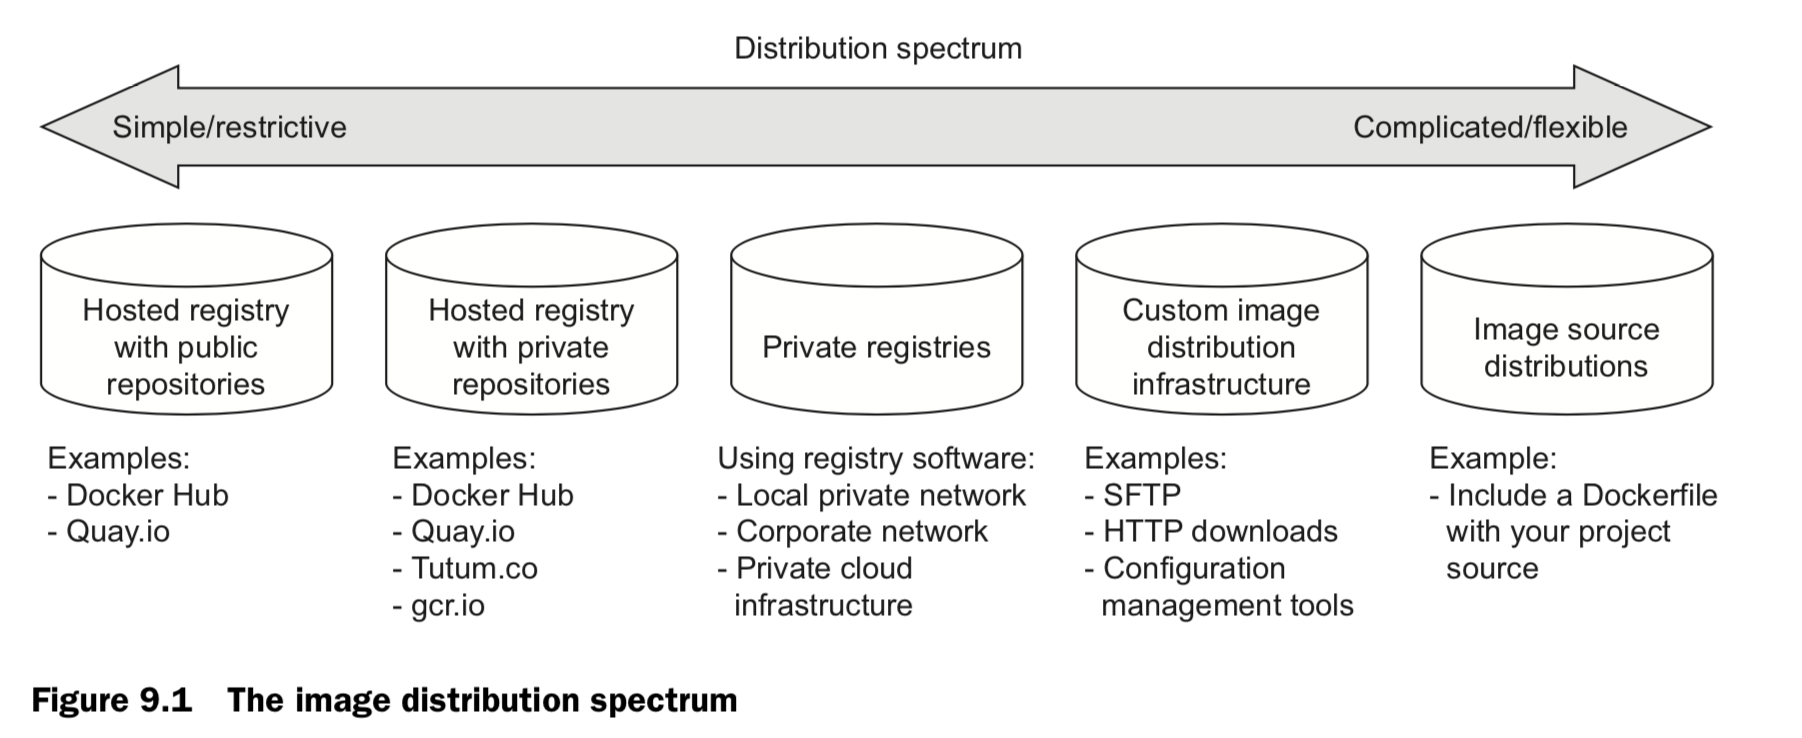 Distribution spectrum
Simple/restrictive
Complicated/flexible
Hosted registry
with public
repositories
Hosted registry
with private
repositories
Private registries
Custom image
distribution
infrastructure
Image source
distributions
Examples:
- Docker Hub
- Quay.io
Examples:
- Docker Hub
- Quay.io
- Tutum.co
- gcr.io
Using registry software:
- Local private network
- Corporate network
- Private cloud
infrastructure
Examples:
- SFTP
- HTTP downloads
- Configuration
management tools
Example:
- Include a Dockerfile
with your project
source
Figure 9.1 The image distribution spectrum